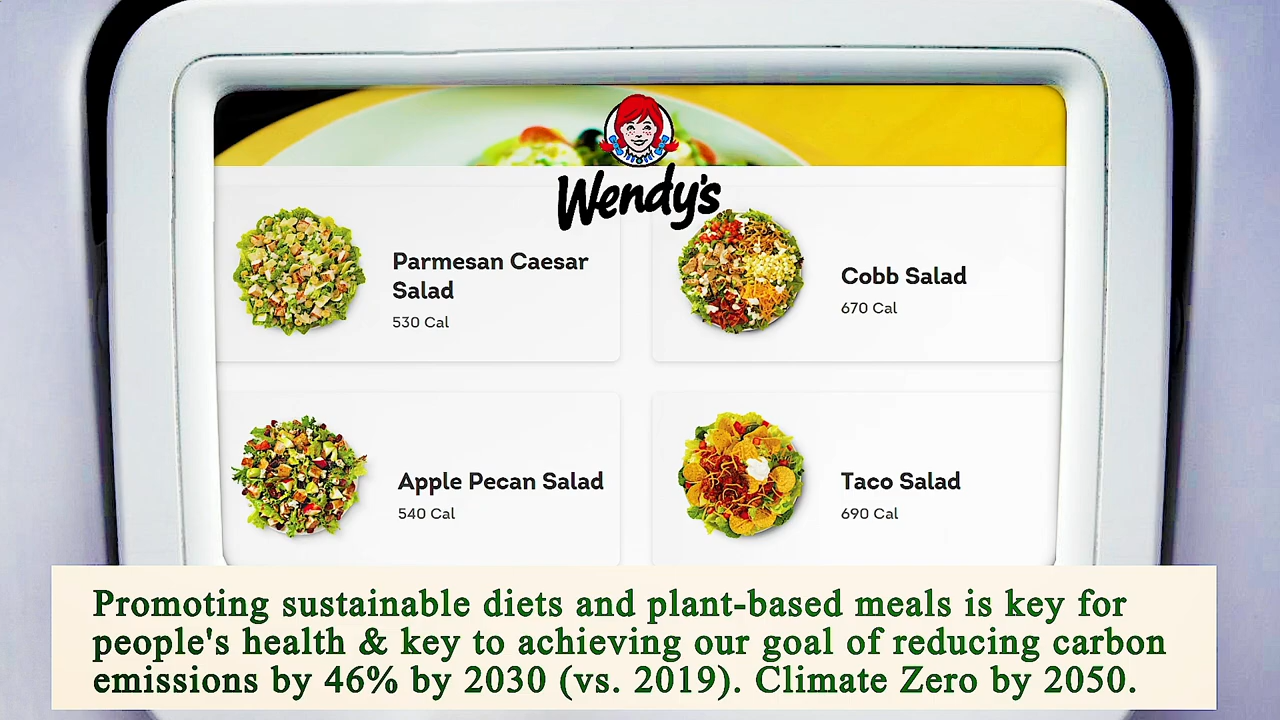 Wendy's
Parmesan Caesar
Salad
530 Cal
Cobb Salad
670 Cal
Apple Pecan Salad
540 Cal
Taco Salad
690 Cal
Promoting sustainable diets and plant-based meals is key for
people's health & key to achieving our goal of reducing carbon
emissions by 46% by 2030 (vs. 2019). Climate Zero by 2050.